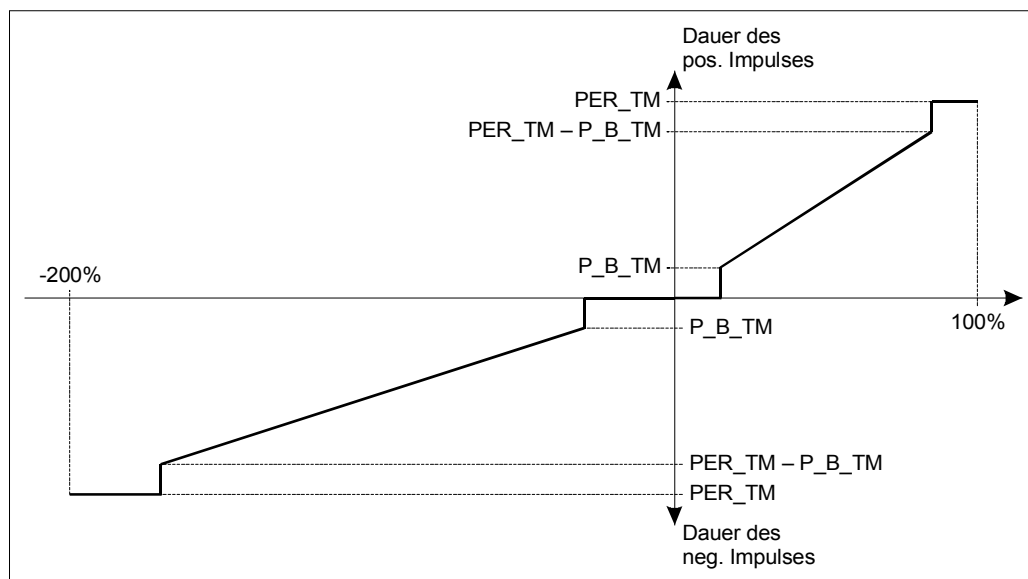 Dauer des
pos. Impulses
PER_TM
PER_TM – P_B_TM
P_B_TM
-200%
100%
P_B_TM
PER_TM – P_B_TM
PER_TM
Dauer des
neg. Impulses